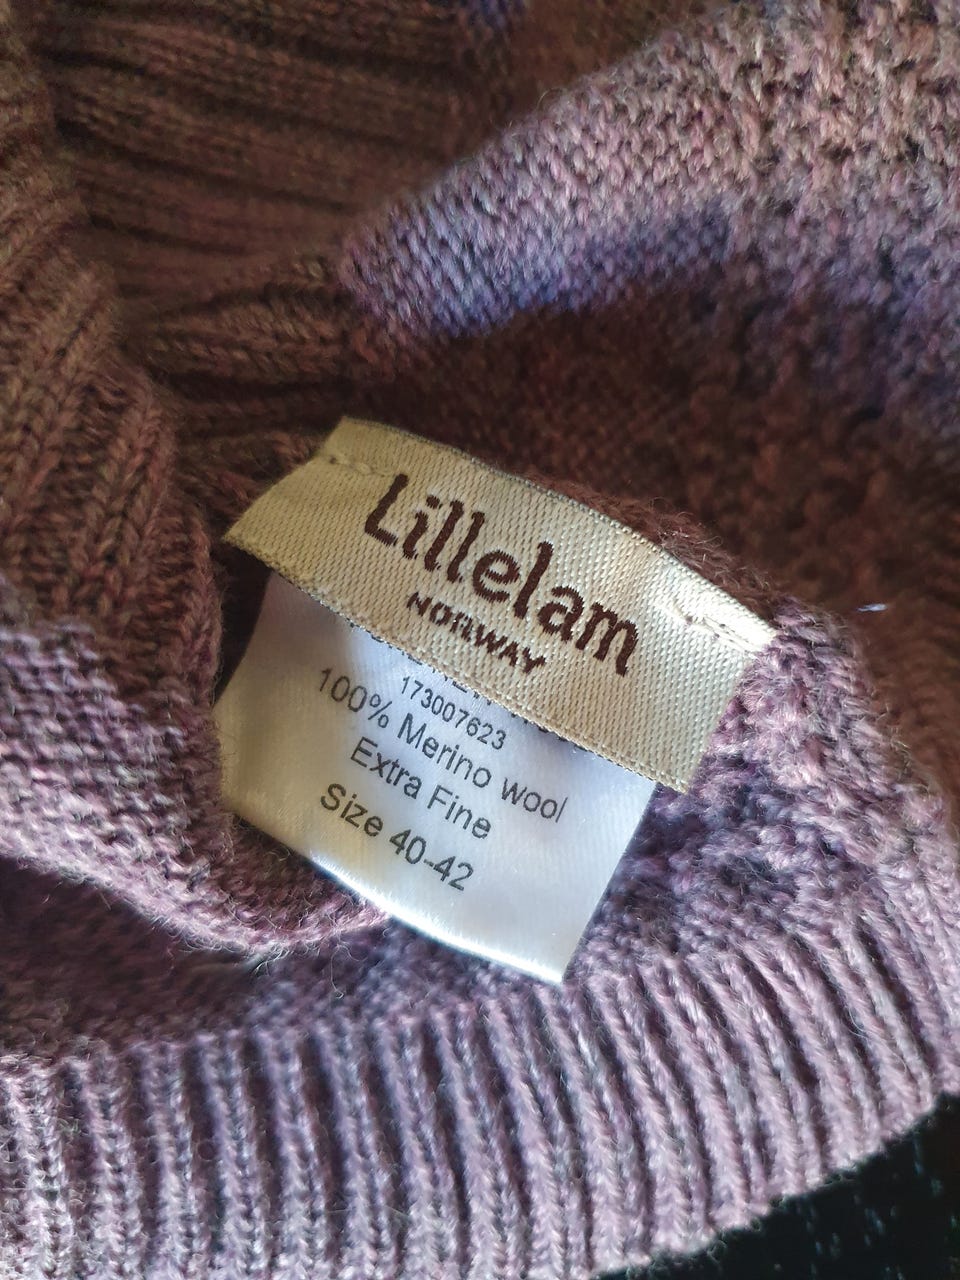 Lillelam
NORWAY
173007623
100% Merino wool
Extra Fine
Size 40-42